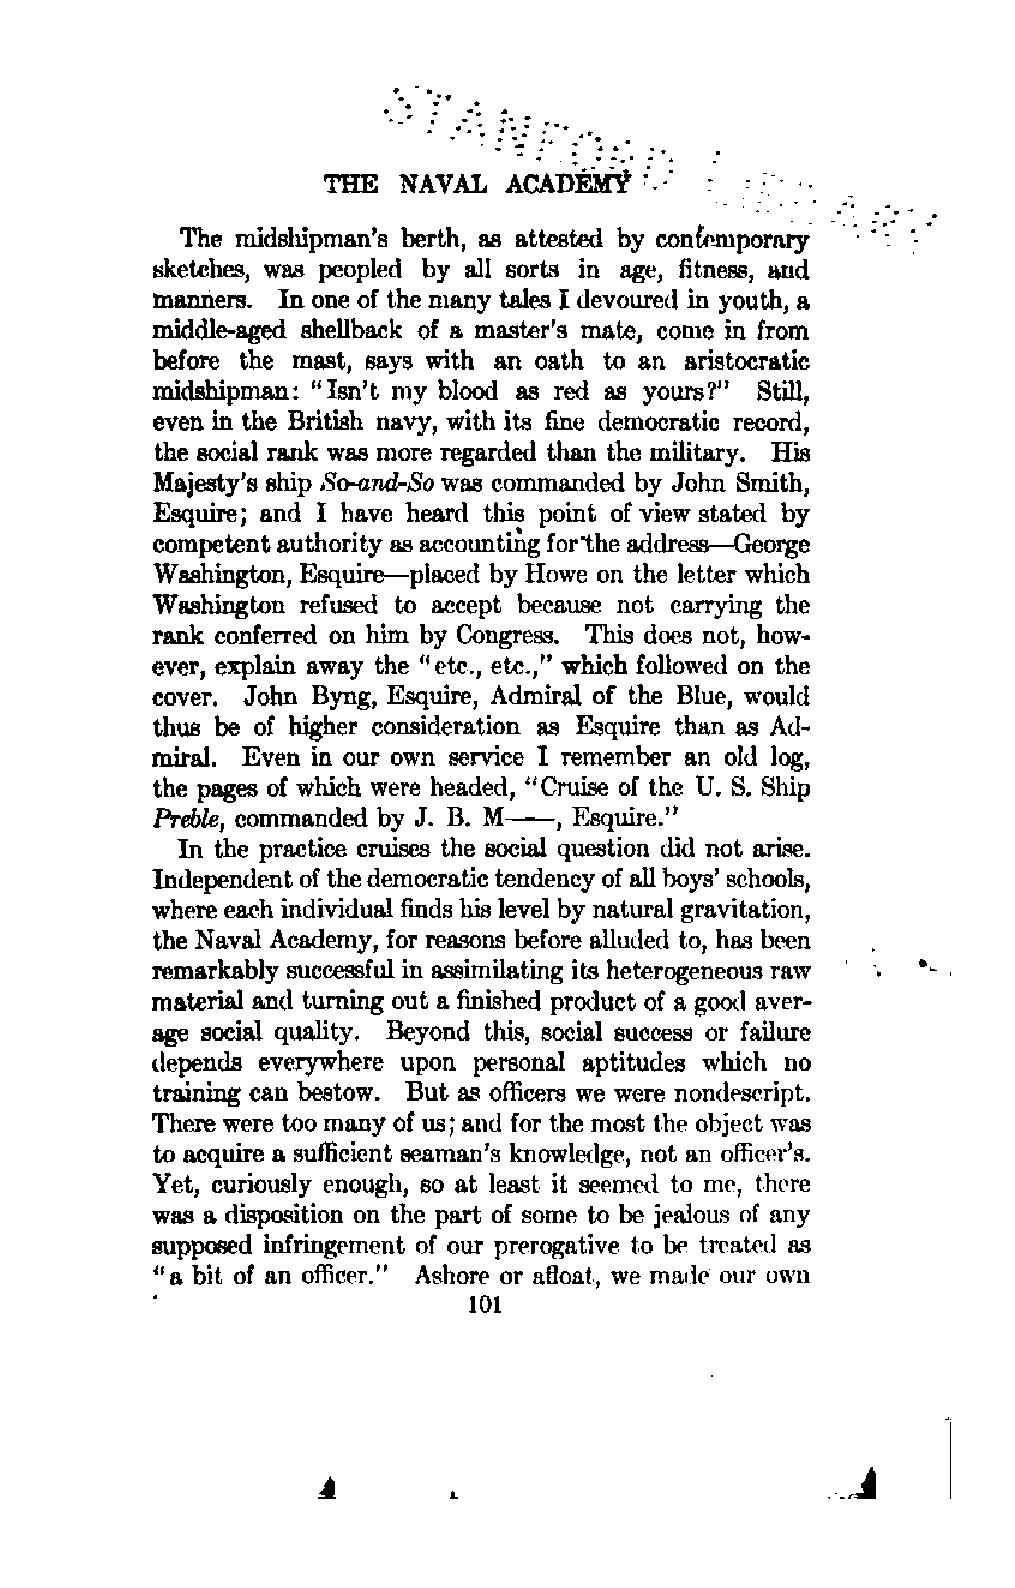 STANFORD LIBRARY
THE NAVAL ACADEMY
The midshipman's berth, as attested by contemporary
sketches, was peopled by all sorts in age, fitness, and
manners. In one of the many tales I devoured in youth, a
middle-aged shellback of a master's mate, come in from
before the mast, says with an oath to an aristocratic
midshipman: "Isn't my blood as red as yours?" Still,
even in the British navy, with its fine democratic record,
the social rank was more regarded than the military. His
Majesty's ship So-and-So was commanded by John Smith,
Esquire; and I have heard this point of view stated by
competent authority as accounting for the address—George
Washington, Esquire—placed by Howe on the letter which
Washington refused to accept because not carrying the
rank conferred on him by Congress. This does not, how-
ever, explain away the "etc., etc.," which followed on the
cover. John Byng, Esquire, Admiral of the Blue, would
thus be of higher consideration as Esquire than as Ad-
miral. Even in our own service I remember an old log,
the pages of which were headed, "Cruise of the U. S. Ship
Preble, commanded by J. B. M——, Esquire."
In the practice cruises the social question did not arise.
Independent of the democratic tendency of all boys' schools,
where each individual finds his level by natural gravitation,
the Naval Academy, for reasons before alluded to, has been
remarkably successful in assimilating its heterogeneous raw
material and turning out a finished product of a good aver-
age social quality. Beyond this, social success or failure
depends everywhere upon personal aptitudes which no
training can bestow. But as officers we were nondescript.
There were too many of us; and for the most the object was
to acquire a sufficient seaman's knowledge, not an officer's.
Yet, curiously enough, so at least it seemed to me, there
was a disposition on the part of some to be jealous of any
supposed infringement of our prerogative to be treated as
"a bit of an officer." Ashore or afloat, we made our own
101